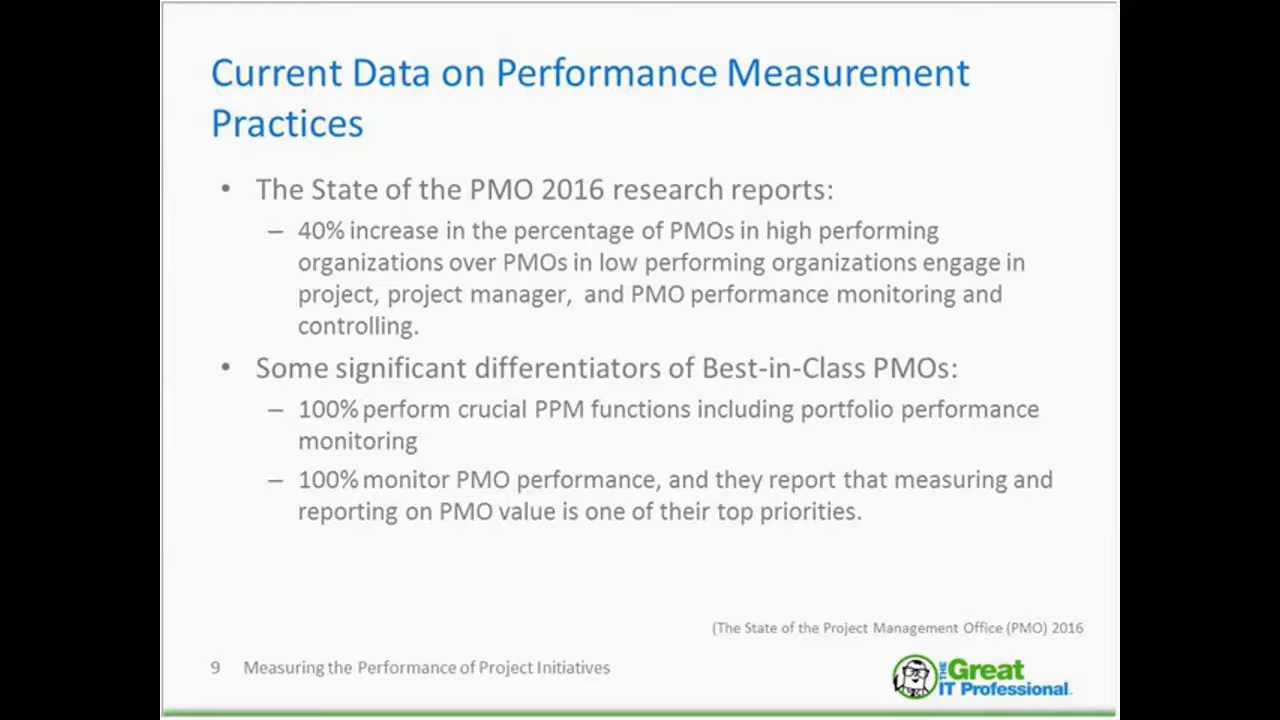 Current Data on Performance Measurement
Practices
• The State of the PMO 2016 research reports:
– 40% increase in the percentage of PMOs in high performing
organizations over PMOs in low performing organizations engage in
project, project manager, and PMO performance monitoring and
controlling.
• Some significant differentiators of Best-in-Class PMOs:
– 100% perform crucial PPM functions including portfolio performance
monitoring
– 100% monitor PMO performance, and they report that measuring and
reporting on PMO value is one of their top priorities.
(The State of the Project Management Office (PMO) 2016
9 Measuring the Performance of Project Initiatives
THE Great
IT Professional